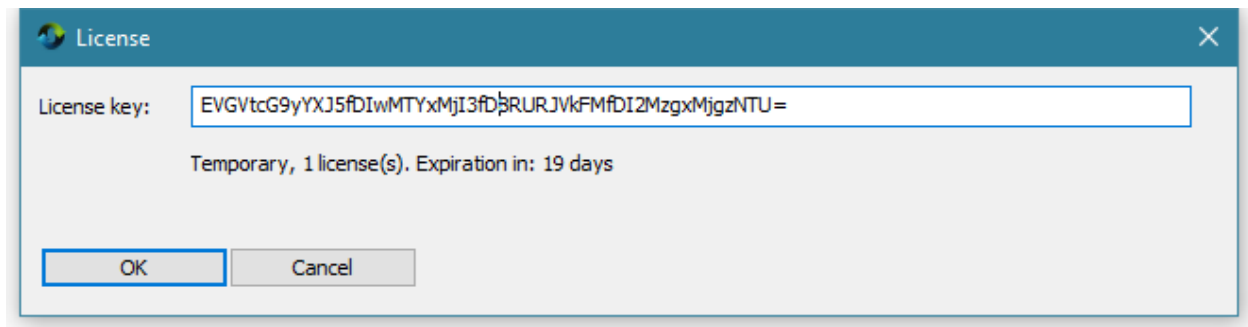 License
License key: EVGVtcG9yYXJ5fDIwMTYxMjI3fDBRURJVkFMfDI2MzgxMjgzNTU=
Temporary, 1 license(s). Expiration in: 19 days
OK Cancel